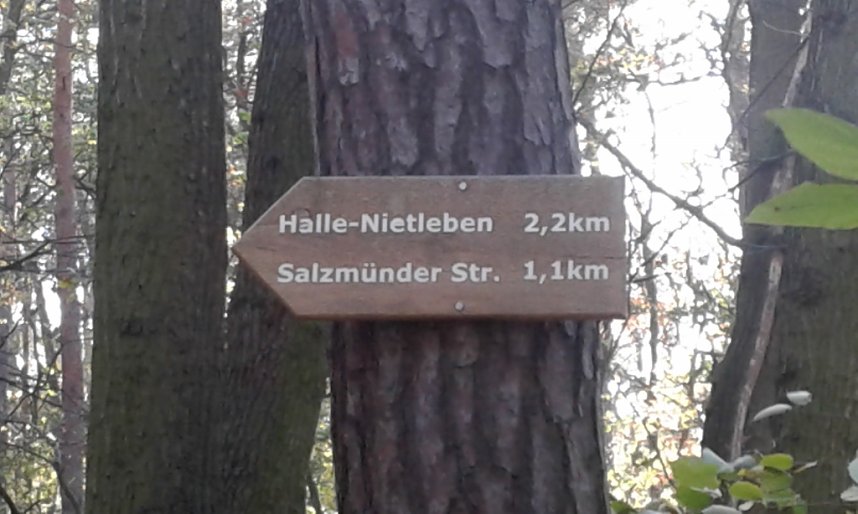 Halle-Nietleben 2,2km
Salzmünder Str. 1,1km